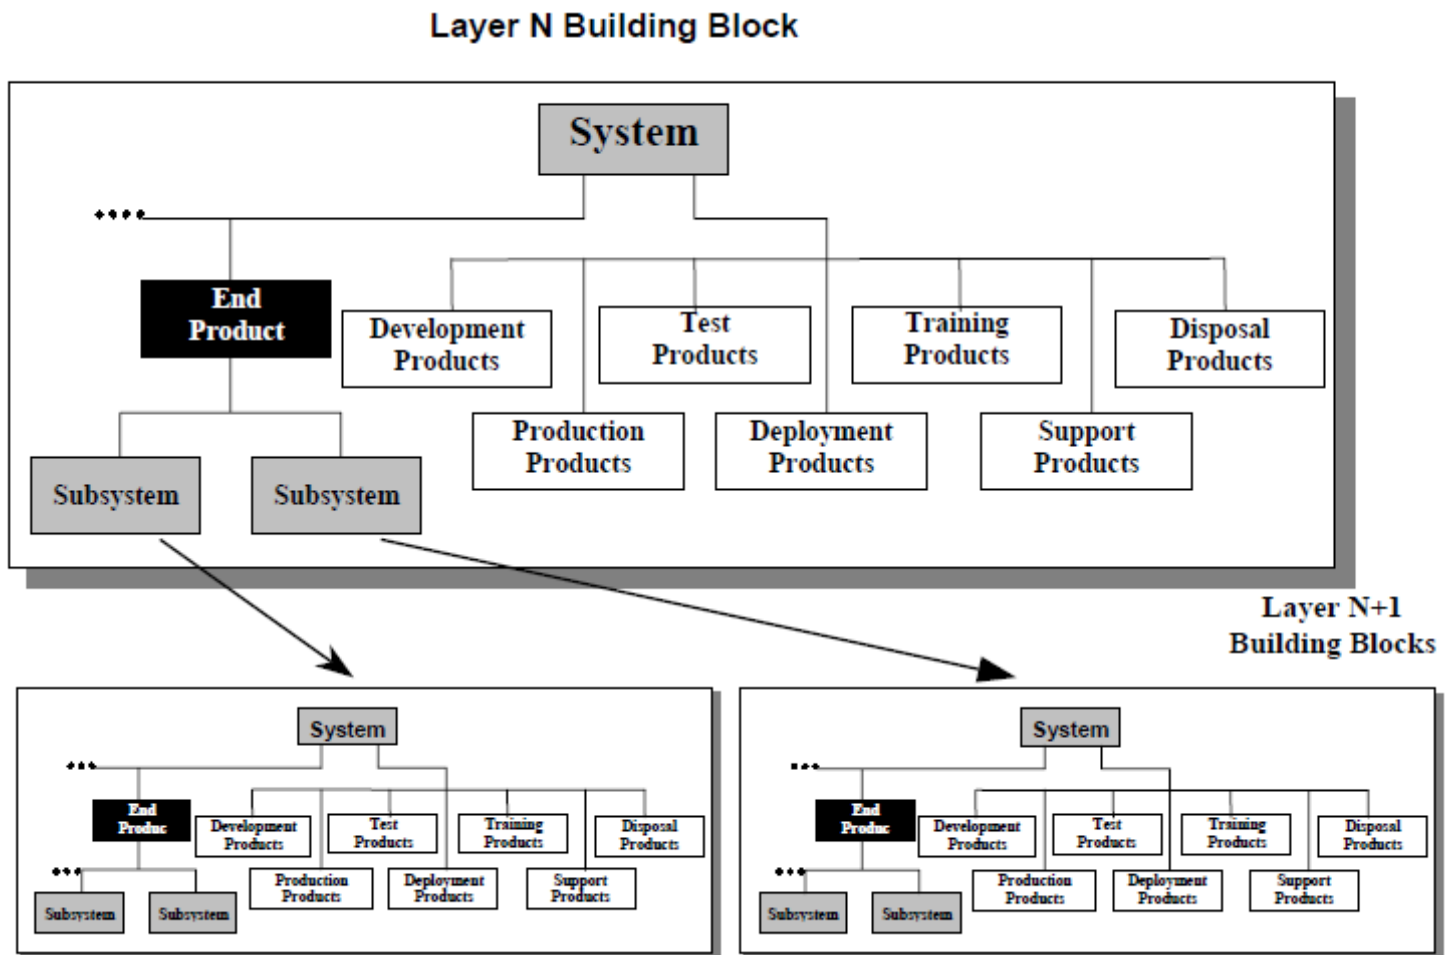 Layer N Building Block
System
End
Product
Development
Products
Test
Products
Training
Products
Disposal
Products
Production
Products
Deployment
Products
Support
Products
Subsystem
Subsystem
Layer N+1
Building Blocks
System
End
Produc
Development
Products
Test
Products
Training
Products
Disposal
Products
Production
Products
Deployment
Products
Support
Products
Subsystem
Subsystem
System
End
Produc
Development
Products
Test
Products
Training
Products
Disposal
Products
Production
Products
Deployment
Products
Support
Products
Subsystem
Subsystem